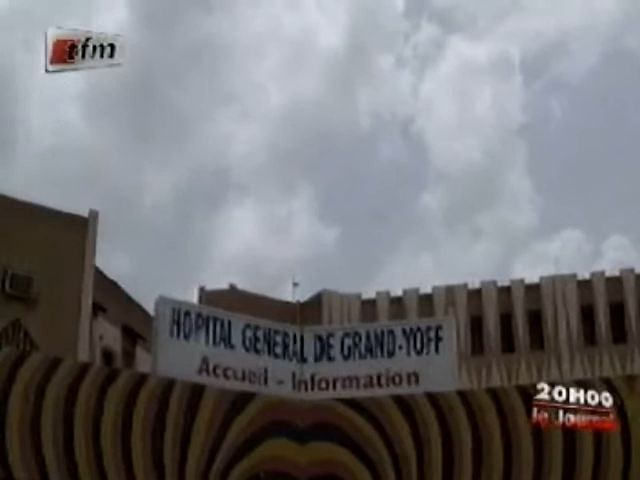 tfm
HOPITAL GENERAL DE GRAND-YOFF
Accueil - Information
20H00
le Journal